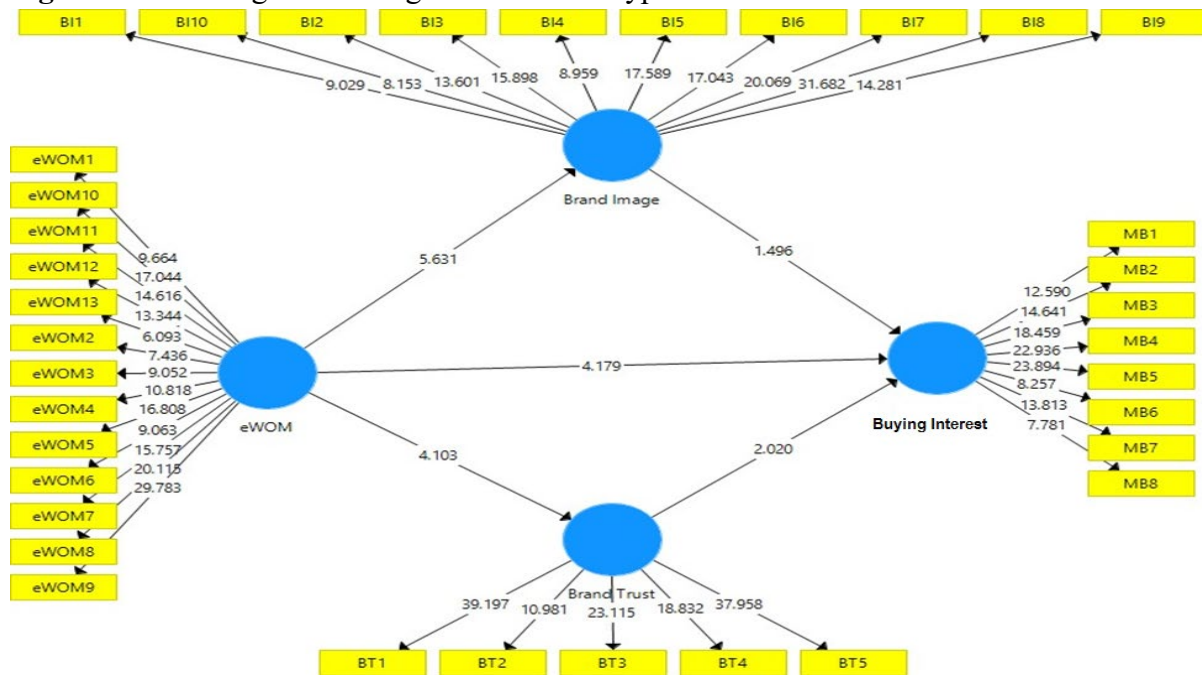 BI1 BI10 BI2 BI3 BI4 BI5 BI6 BI7 BI8 BI9
9.029 8.153 13.601 15.898 8.959 17.589 17.043 20.069 31.682 14.281
Brand Image
eWOM1
eWOM10
eWOM11
eWOM12
eWOM13
eWOM2
eWOM3
eWOM4
eWOM5
eWOM6
eWOM7
eWOM8
eWOM9
9.664
17.044
14.616
13.344
6.093
7.436
9.052
10.818
16.808
9.063
15.757
20.115
29.783
eWOM
5.631
1.496
4.179
4.103
2.020
Buying Interest
12.590
14.641
18.459
22.936
23.894
8.257
13.813
7.781
MB1
MB2
MB3
MB4
MB5
MB6
MB7
MB8
Brand Trust
39.197 10.981 23.115 18.832 37.958
BT1 BT2 BT3 BT4 BT5